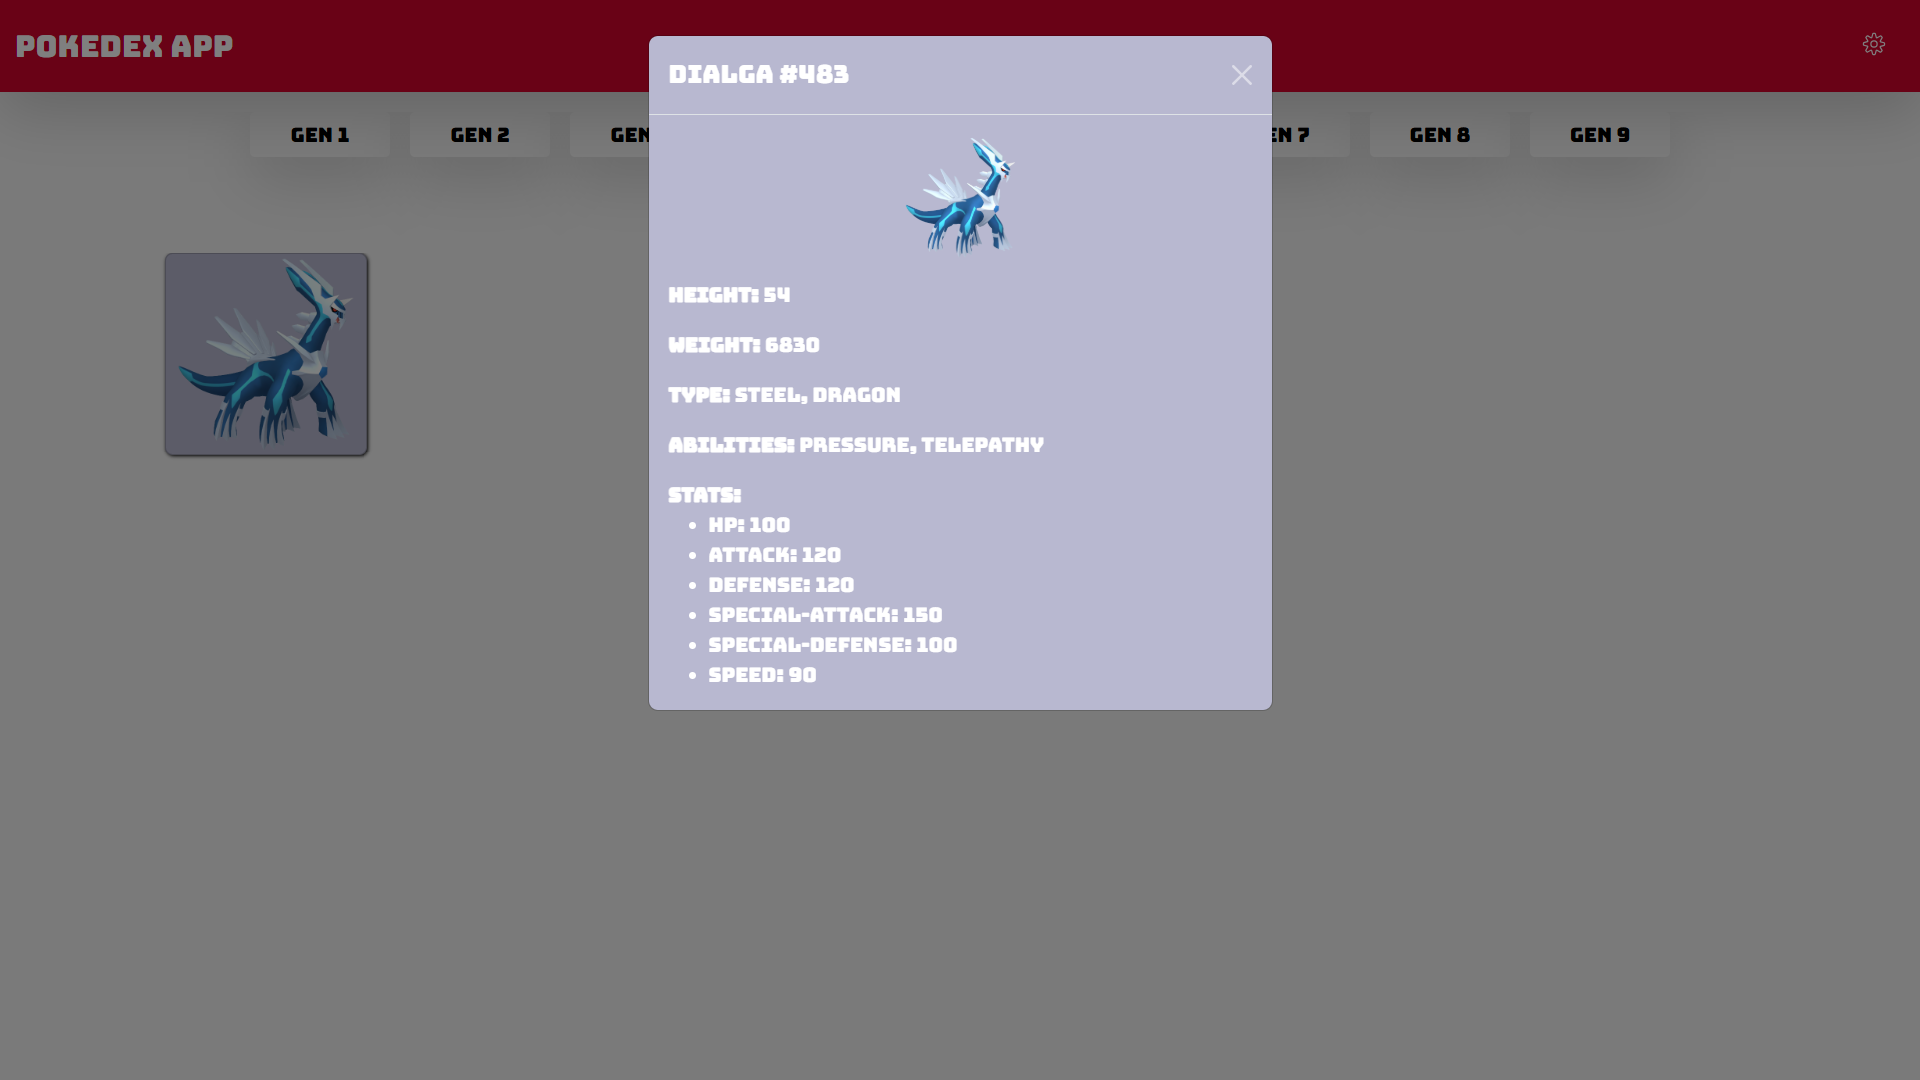 POKEDEX APP
DIALGA #483
GEN 1
GEN 2
GEN
EN 7
GEN 8
GEN 9
HEIGHT: 54
WEIGHT: 6830
TYPE: STEEL, DRAGON
ABILITIES: PRESSURE, TELEPATHY
STATS:
• HP: 100
• ATTACK: 120
• DEFENSE: 120
• SPECIAL-ATTACK: 150
• SPECIAL-DEFENSE: 100
• SPEED: 90